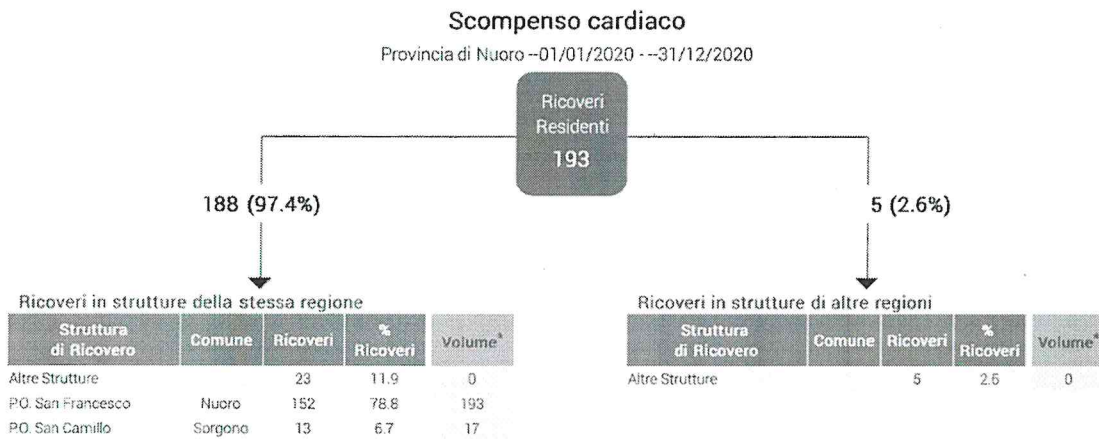 Scompenso cardiaco
Provincia di Nuoro --01/01/2020 - --31/12/2020
Ricoveri
Residenti
193
188 (97.4%)
5 (2.6%)
Ricoveri in strutture della stessa regione
Struttura di Ricovero Comune Ricoveri % Ricoveri Volume*
Altre Strutture 23 11.9 0
P.O. San Francesco Nuoro 152 78.8 193
P.O. San Camillo Sorgono 13 6.7 17
Ricoveri in strutture di altre regioni
Struttura di Ricovero Comune Ricoveri % Ricoveri Volume*
Altre Strutture 5 2.6 0